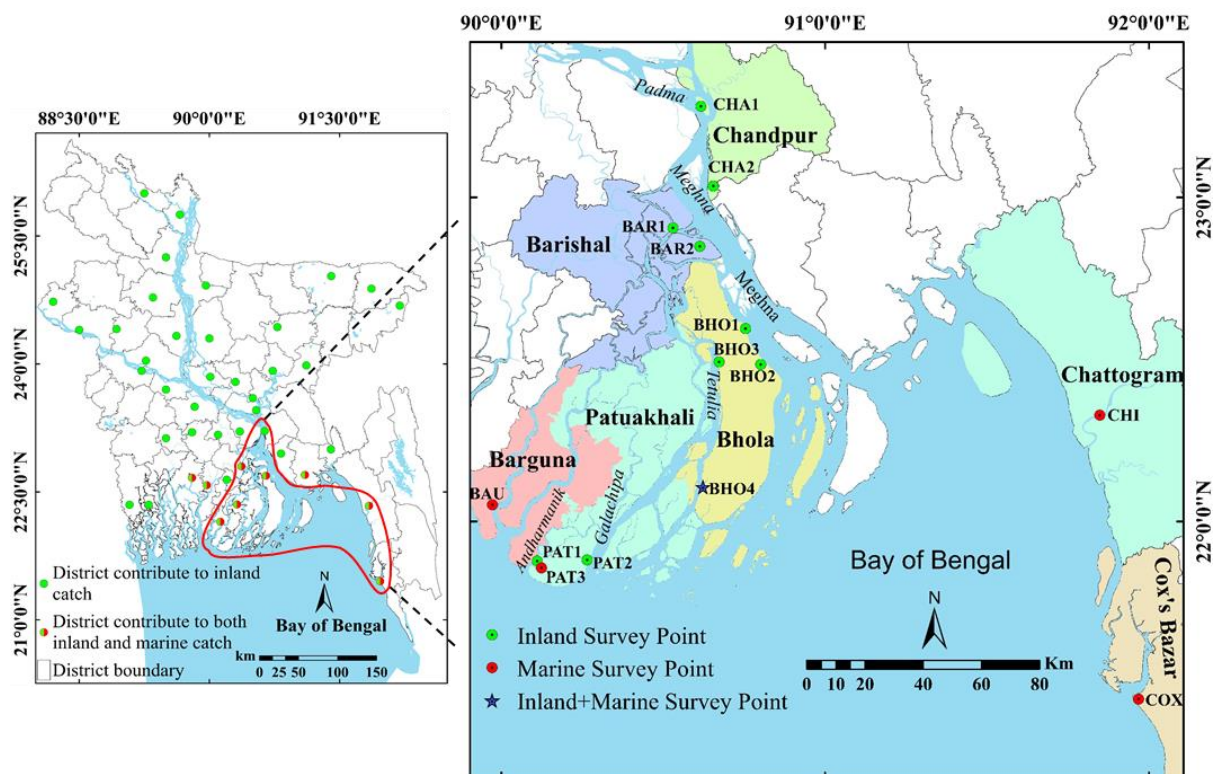 88°30'0"E 90°0'0"E 91°30'0"E
25°30'0"N
24°0'0"N
22°30'0"N
21°0'0"N
District contribute to inland
catch
District contribute to both
inland and marine catch
District boundary
N
Bay of Bengal
km
0 25 50 100 150
90°0'0"E 91°0'0"E 92°0'0"E
23°0'0"N
22°0'0"N
Padma
CHA1
Chandpur
CHA2
Meghna
BAR1
Barishal
BAR2
Meghna
BHO1
BHO3
BHO2
Tetulia
Chattogram
CHI
Patuakhali
Bhola
Barguna
BAU
BHO4
Andharmanik
Galachipa
PAT1
PAT2
PAT3
Bay of Bengal
N
Inland Survey Point
Marine Survey Point
Inland+Marine Survey Point
Km
0 10 20 40 60 80
Cox's Bazar
COX